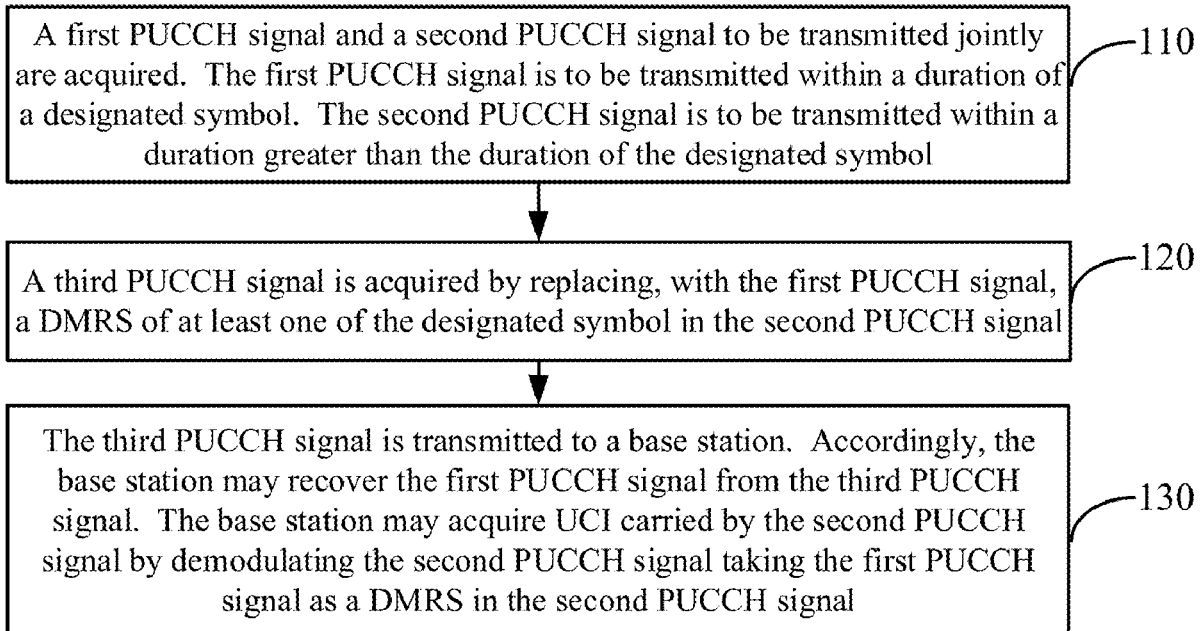 A first PUCCH signal and a second PUCCH signal to be transmitted jointly
are acquired. The first PUCCH signal is to be transmitted within a duration of
a designated symbol. The second PUCCH signal is to be transmitted within a
duration greater than the duration of the designated symbol
110
A third PUCCH signal is acquired by replacing, with the first PUCCH signal,
a DMRS of at least one of the designated symbol in the second PUCCH signal
120
The third PUCCH signal is transmitted to a base station. Accordingly, the
base station may recover the first PUCCH signal from the third PUCCH
signal. The base station may acquire UCI carried by the second PUCCH
signal by demodulating the second PUCCH signal taking the first PUCCH
signal as a DMRS in the second PUCCH signal
130